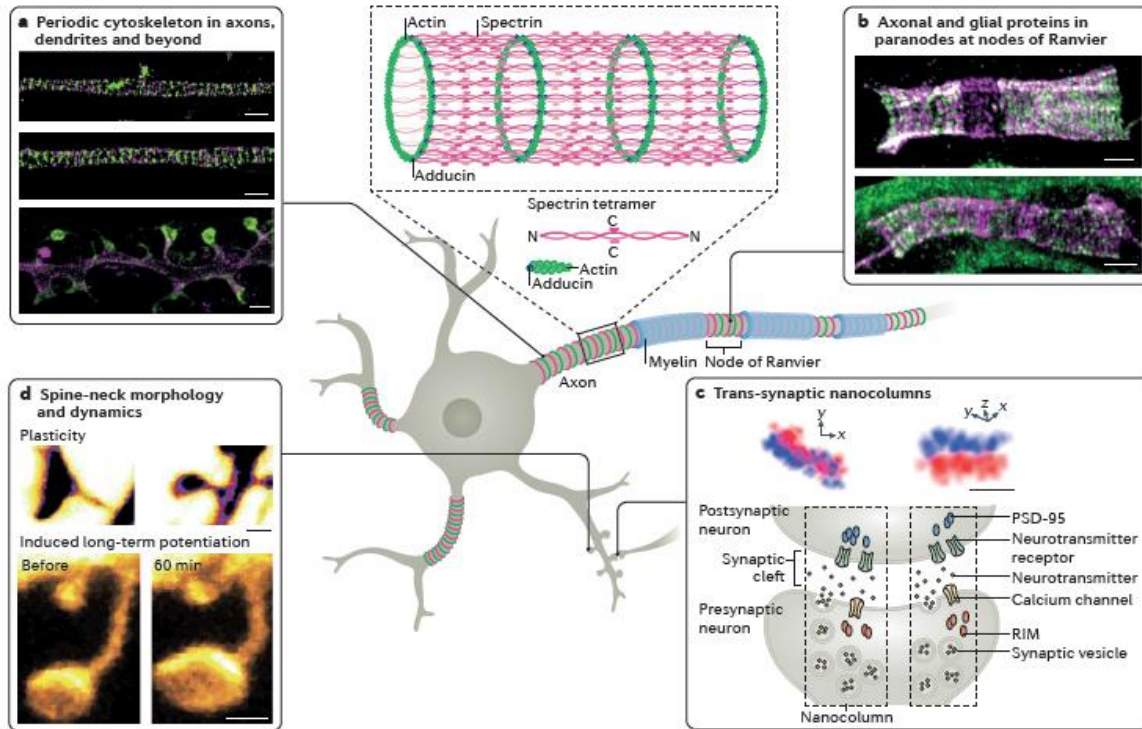 a Periodic cytoskeleton in axons,
dendrites and beyond
Actin
Spectrin
Adducin
Spectrin tetramer
C
N
N
C
Actin
Adducin
b Axonal and glial proteins in
paranodes at nodes of Ranvier
Myelin
Node of Ranvier
Axon
d Spine-neck morphology
and dynamics
Plasticity
Induced long-term potentiation
Before
60 min
c Trans-synaptic nanocolumns
y
x
z
y
x
Postsynaptic
neuron
Synaptic
cleft
Presynaptic
neuron
PSD-95
Neurotransmitter
receptor
Neurotransmitter
Calcium channel
RIM
Synaptic vesicle
Nanocolumn